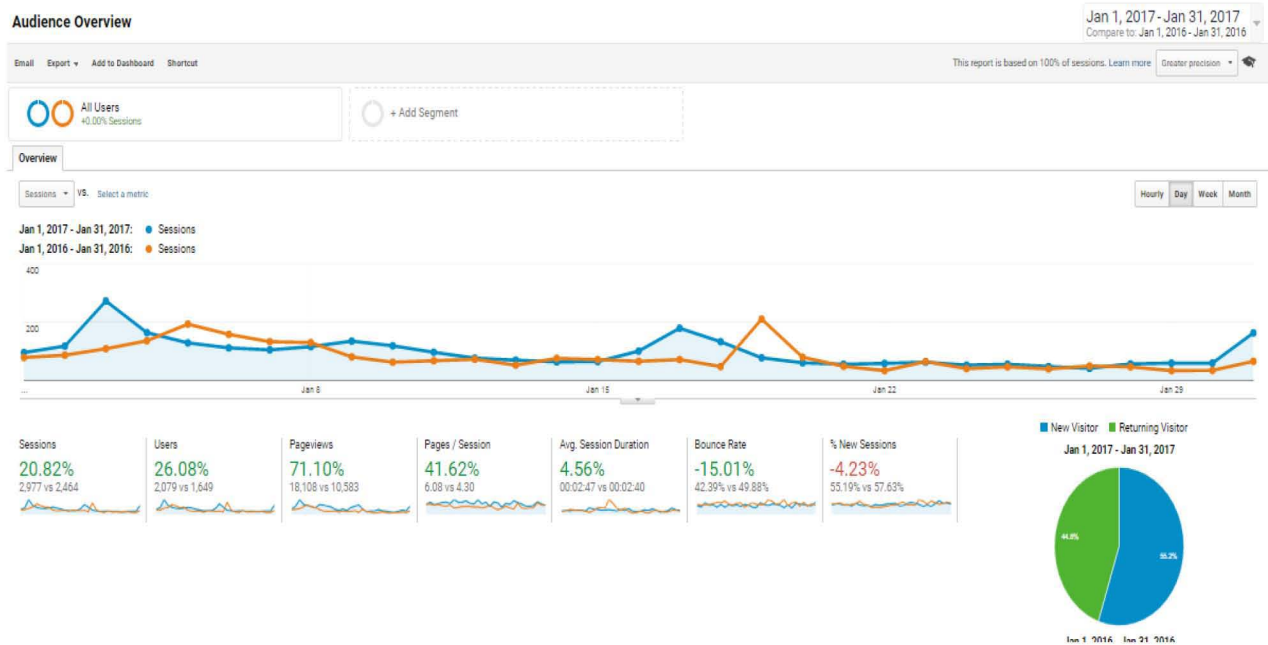 Audience Overview
Jan 1, 2017 - Jan 31, 2017
Compare to: Jan 1, 2016 - Jan 31, 2016
Email Export Add to Dashboard Shortcut
This report is based on 100% of sessions. Learn more Greater precision
All Users
+0.00% Sessions
+ Add Segment
Overview
Sessions VS. Select a metric
Hourly Day Week Month
Jan 1, 2017 - Jan 31, 2017: Sessions
Jan 1, 2016 - Jan 31, 2016: Sessions
400
200
... Jan 8 Jan 15 Jan 22 Jan 29
Sessions
20.82%
2,977 vs 2,464
Users
26.08%
2,079 vs 1,649
Pageviews
71.10%
18,108 vs 10,583
Pages / Session
41.62%
6.08 vs 4.30
Avg. Session Duration
4.56%
00:02:47 vs 00:02:40
Bounce Rate
-15.01%
42.39% vs 49.88%
% New Sessions
-4.23%
55.19% vs 57.63%
New Visitor Returning Visitor
Jan 1, 2017 - Jan 31, 2017
44.8%
55.2%
Jan 1, 2016 - Jan 31, 2016